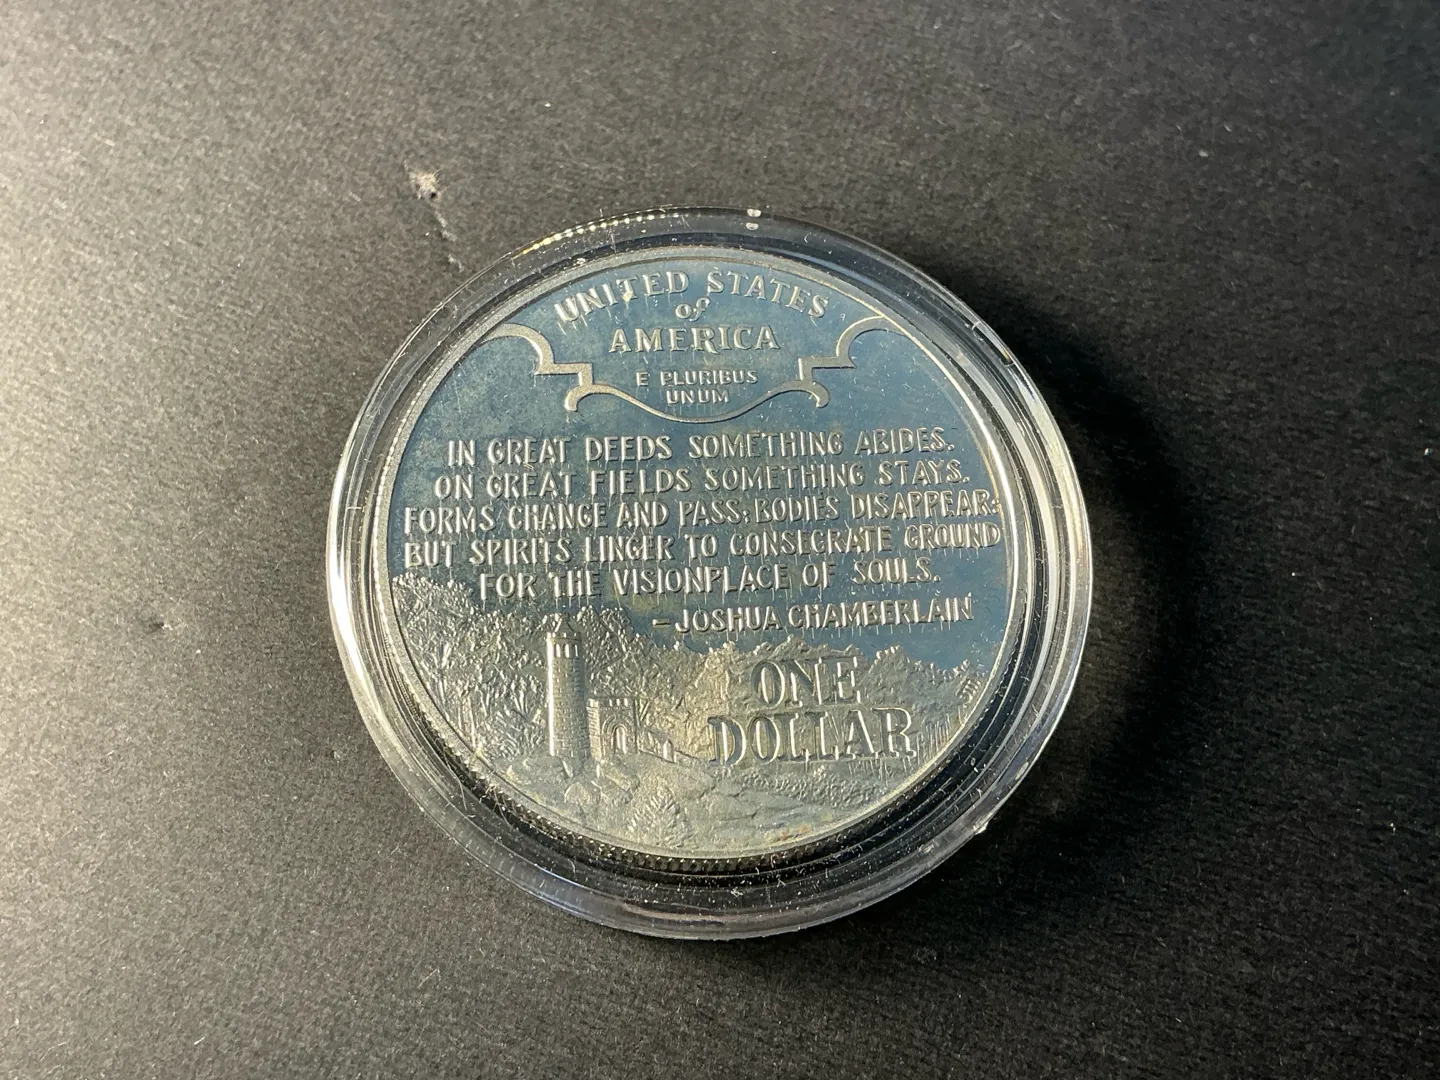 UNITED STATES
of
AMERICA
E PLURIBUS
UNUM
IN GREAT DEEDS SOMETHING ABIDES.
ON GREAT FIELDS SOMETHING STAYS.
FORMS CHANGE AND PASS; BODIES DISAPPEAR;
BUT SPIRITS LINGER TO CONSECRATE GROUND
FOR THE VISIONPLACE OF SOULS.
– JOSHUA CHAMBERLAIN
ONE
DOLLAR